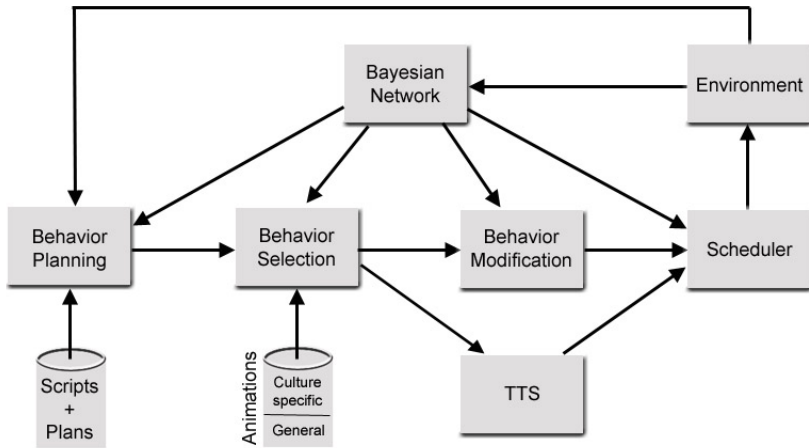 Bayesian
Network
Environment
Behavior
Planning
Behavior
Selection
Behavior
Modification
Scheduler
Scripts
+
Plans
Animations
Culture
specific
General
TTS